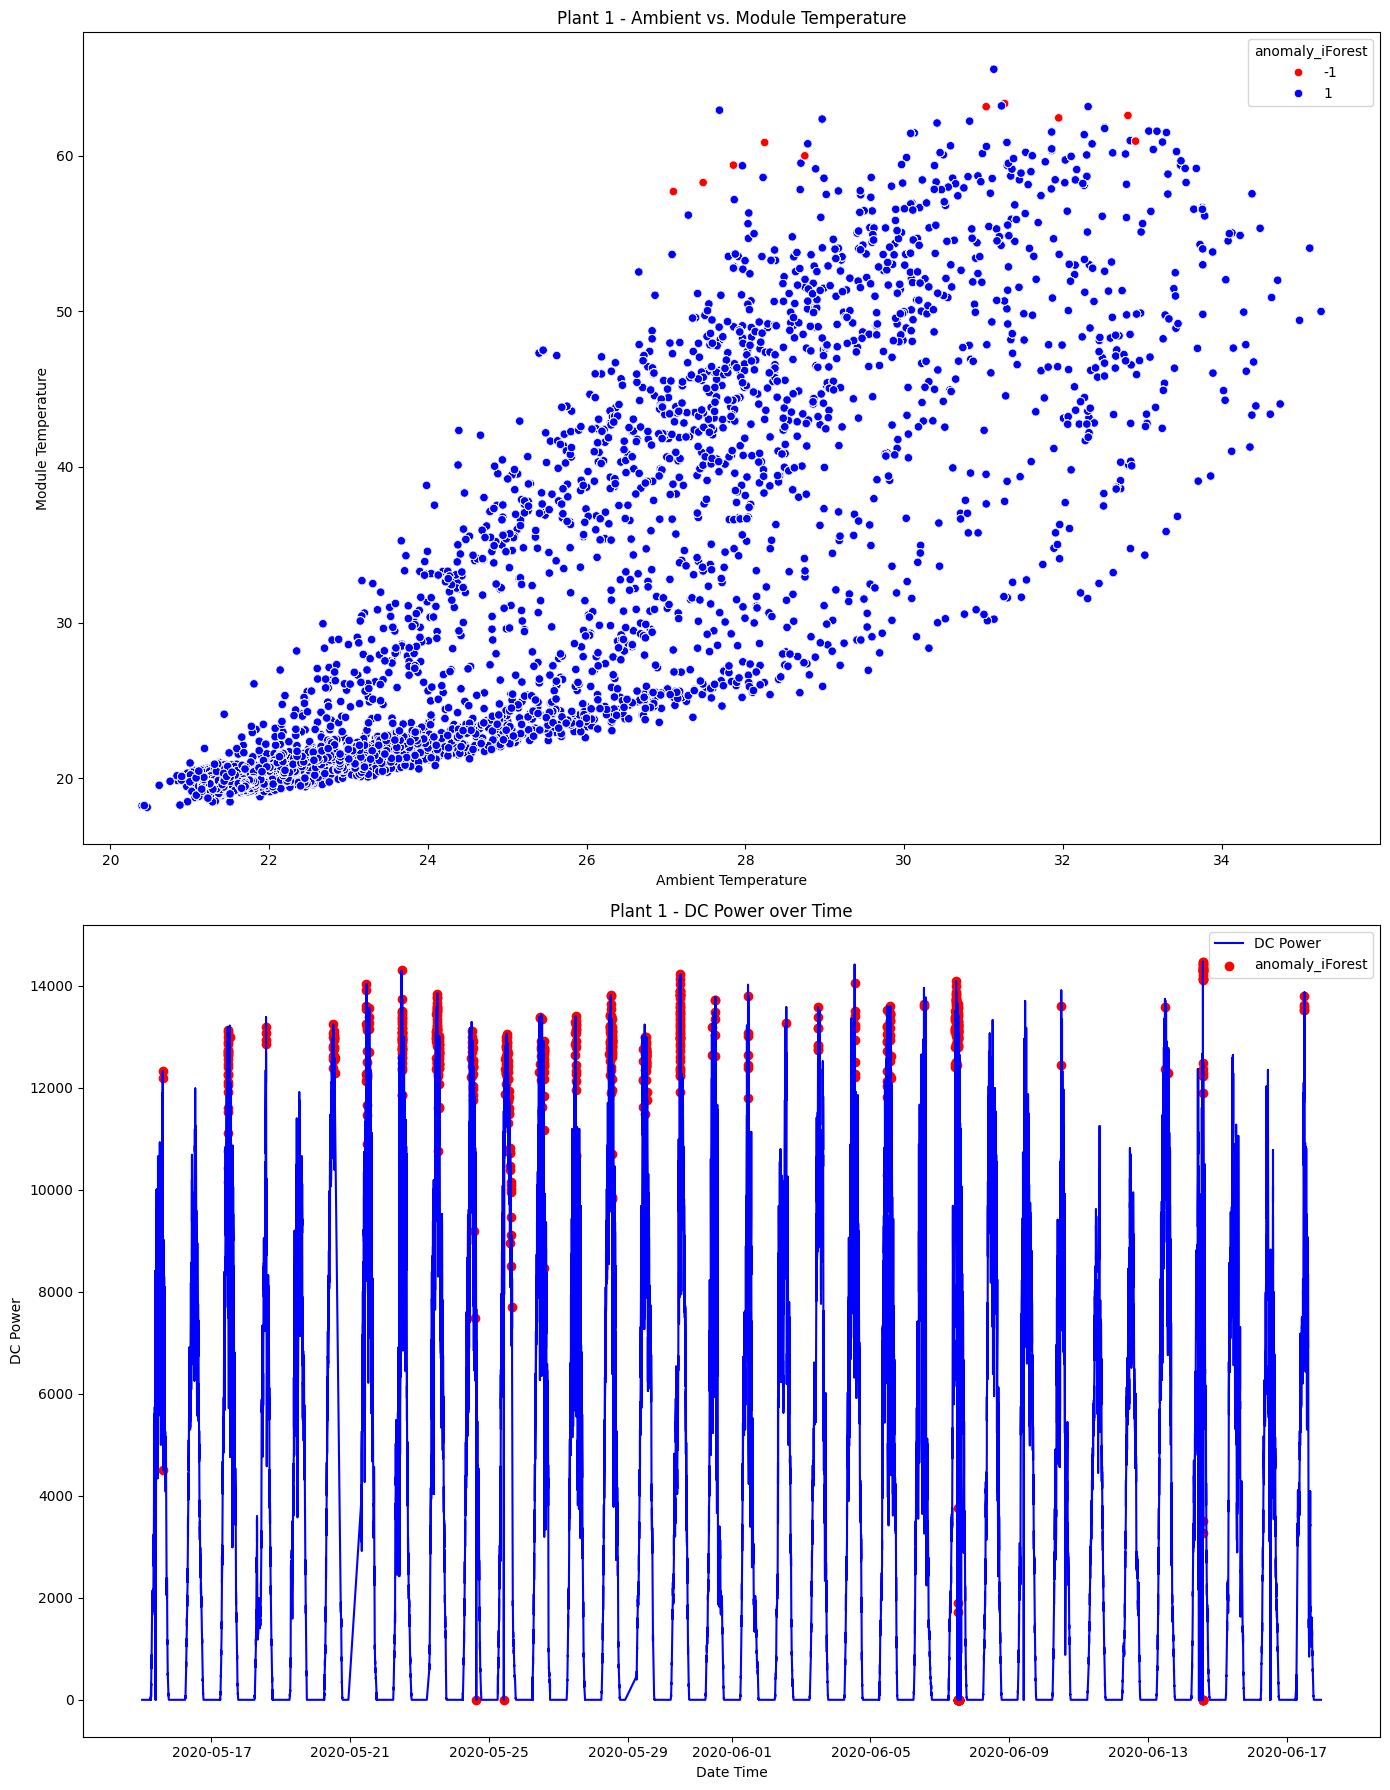 Plant 1 - Ambient vs. Module Temperature
anomaly_iForest
-1
1
60
50
40
30
20
Module Temperature
20 22 24 26 28 30 32 34
Ambient Temperature
Plant 1 - DC Power over Time
DC Power
anomaly_iForest
14000
12000
10000
8000
6000
4000
2000
0
DC Power
2020-05-17 2020-05-21 2020-05-25 2020-05-29 2020-06-01 2020-06-05 2020-06-09 2020-06-13 2020-06-17
Date Time